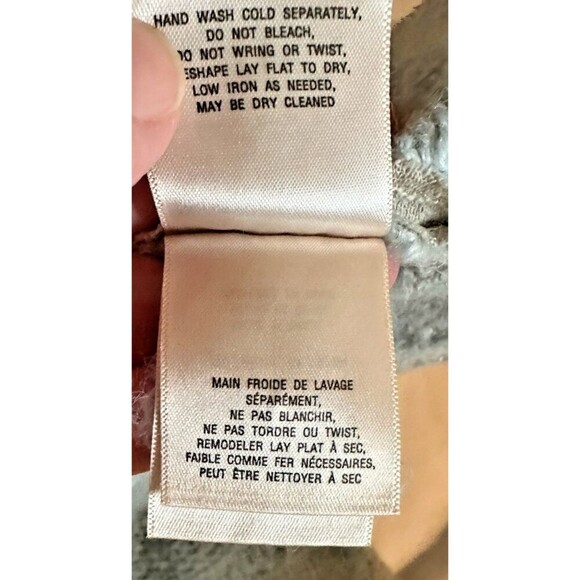 HAND WASH COLD SEPARATELY,
DO NOT BLEACH,
DO NOT WRING OR TWIST,
ESHAPE LAY FLAT TO DRY,
LOW IRON AS NEEDED,
MAY BE DRY CLEANED
MAIN FROIDE DE LAVAGE
SÉPARÉMENT,
NE PAS BLANCHIR,
NE PAS TORDRE OU TWIST,
REMODELER LAY PLAT À SEC,
FAIBLE COMME FER NÉCESSAIRES,
PEUT ÊTRE NETTOYER À SEC